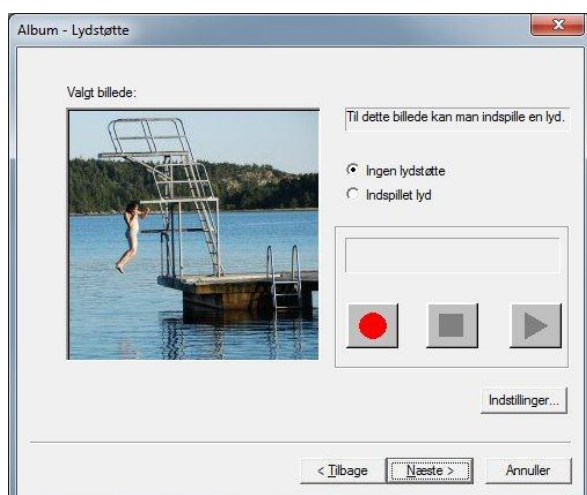 Album - Lydstøtte
Valgt billede:
Til dette billede kan man indspille en lyd.
Ingen lydstøtte
Indspillet lyd
Indstillinger...
< Tilbage
Næste >
Annuller